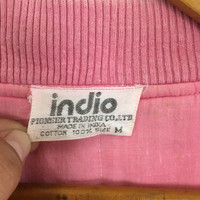 indio
PIONEER TRADING CO.,LTD
MADE IN INDIA
COTTON 100% SIZE M